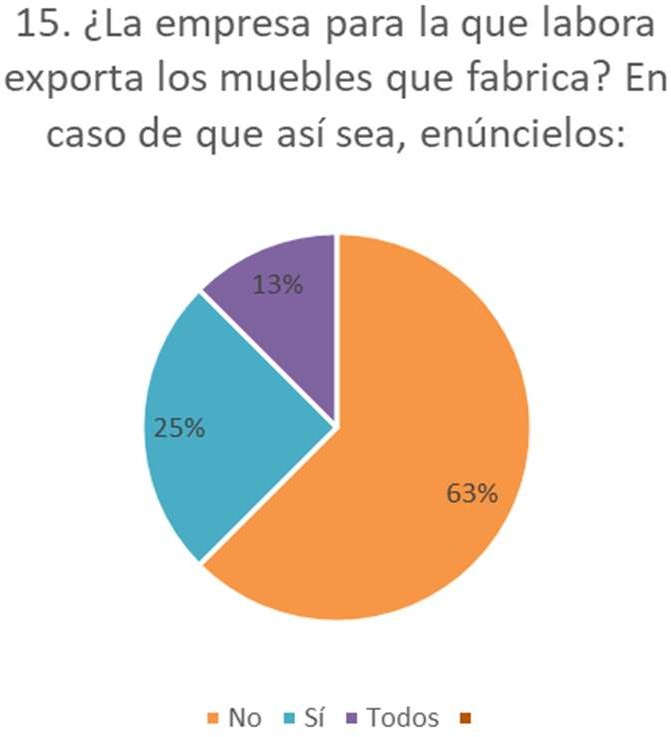 15. ¿La empresa para la que labora
exporta los muebles que fabrica? En
caso de que así sea, enúncielos:
13%
25%
63%
No Sí Todos